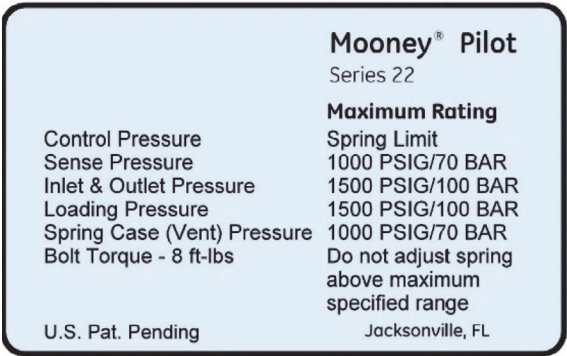 Mooney® Pilot
Series 22
Maximum Rating
Control Pressure Spring Limit
Sense Pressure 1000 PSIG/70 BAR
Inlet & Outlet Pressure 1500 PSIG/100 BAR
Loading Pressure 1500 PSIG/100 BAR
Spring Case (Vent) Pressure 1000 PSIG/70 BAR
Bolt Torque - 8 ft-lbs Do not adjust spring
above maximum
specified range
U.S. Pat. Pending Jacksonville, FL